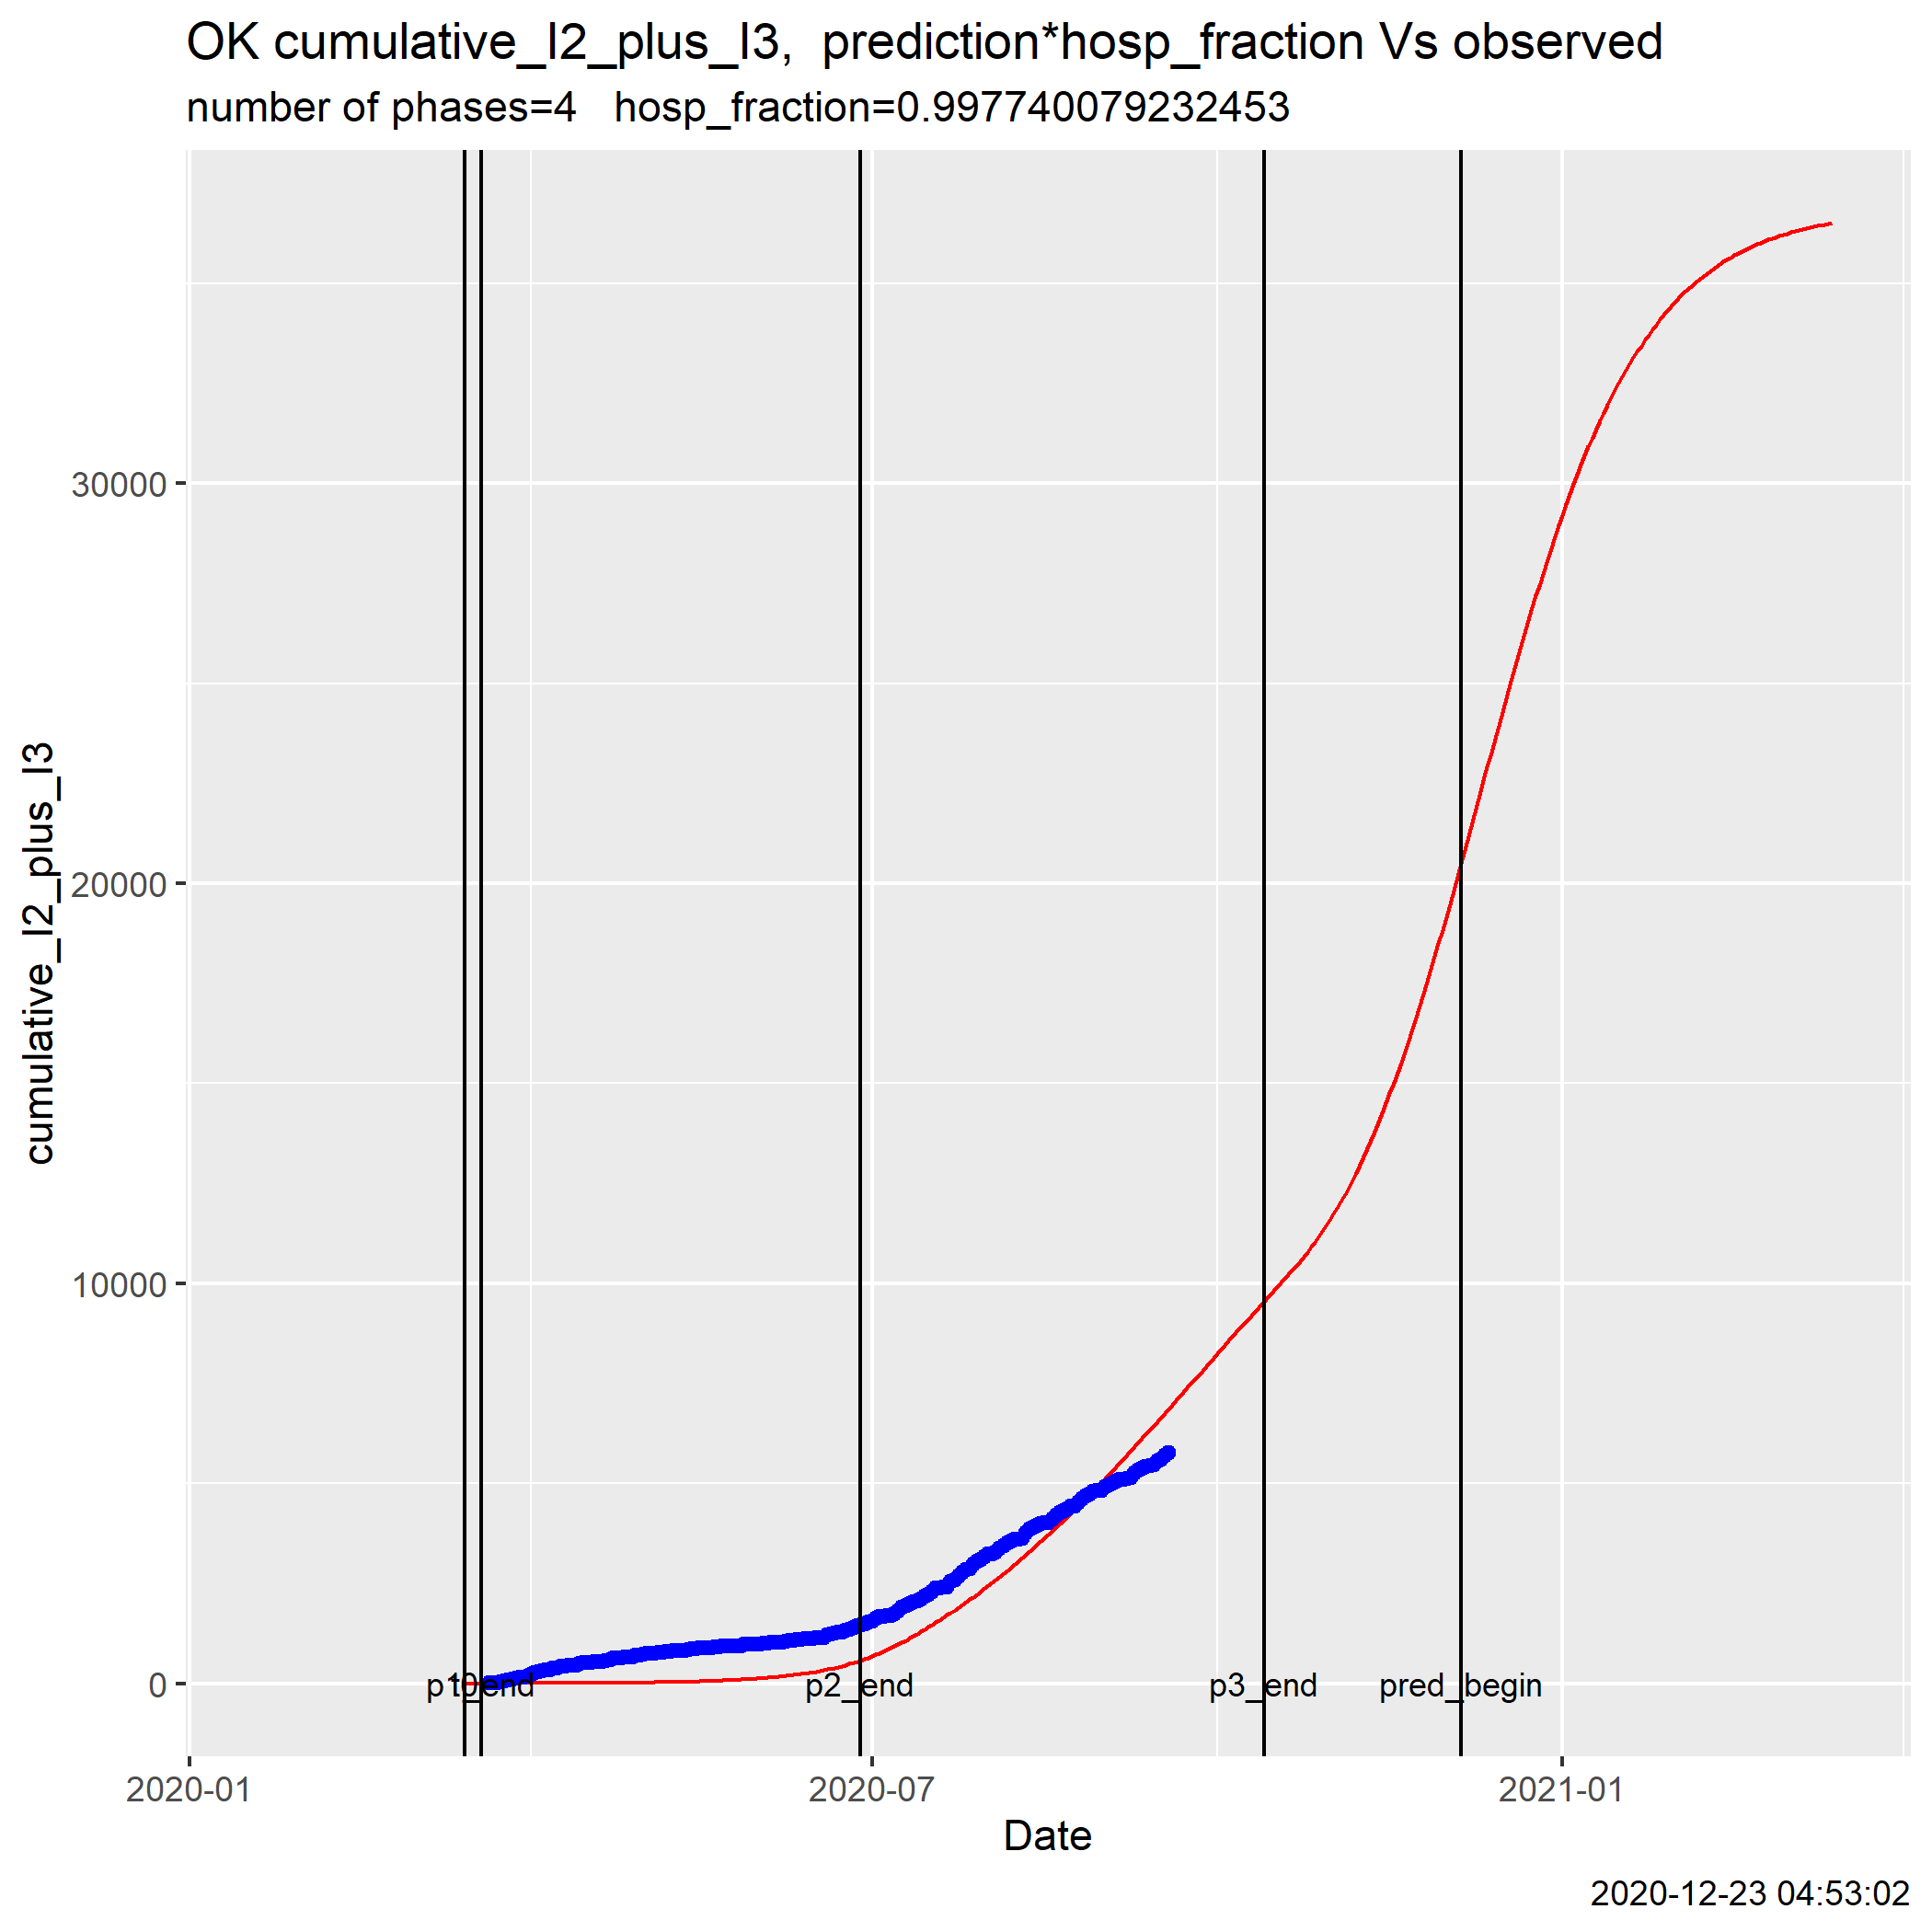 OK cumulative_I2_plus_I3,  prediction*hosp_fraction Vs observed
number of phases=4   hosp_fraction=0.997740079232453
cumulative_I2_plus_I3
30000
20000
10000
0
p2_end
p3_end
pred_begin
2020-01
2020-07
2021-01
Date
2020-12-23 04:53:02